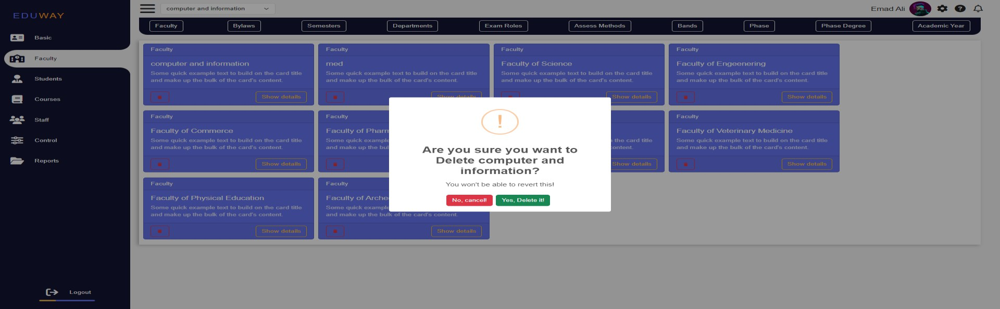 EDUWAY
Basic
Faculty
Students
Courses
Staff
Control
Reports
Logout
computer and information
Emad Ali
Faculty Bylaws Semesters Departments Exam Roles Assess Methods Bands Phase Phase Degree Academic Year
Faculty
computer and information
Some quick example text to build on the card title
and make up the bulk of the card's content.
Show details
Faculty
med
Some quick example text to build on the card title
and make up the bulk of the card's content.
Show details
Faculty
Faculty of Science
Some quick example text to build on the card title
and make up the bulk of the card's content.
Show details
Faculty
Faculty of Engeenering
Some quick example text to build on the card title
and make up the bulk of the card's content.
Show details
Faculty
Faculty of Commerce
Some quick example text to build on the card title
and make up the bulk of the card's content.
Show details
Faculty
Faculty of
Some quick example
and make up the
the card title
Show details
Faculty
Faculty of Veterinary Medicine
Some quick example text to build on the card title
and make up the bulk of the card's content.
Show details
Faculty
Faculty of Physical Education
Some quick example text to build on the card title
and make up the bulk of the card's content.
Show details
Faculty
Faculty of
Some quick example
and make up the bulk of the card's content.
Show details
!
Are you sure you want to
Delete computer and
information?
You won't be able to revert this!
No, cancel!
Yes, Delete it!